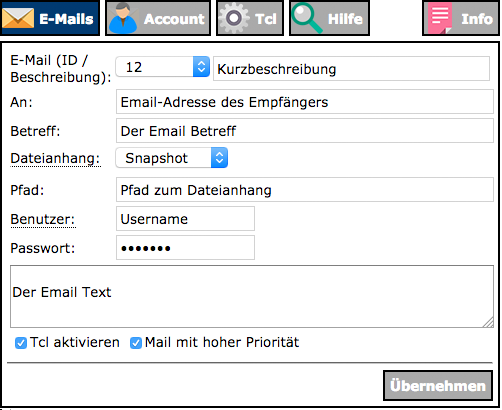 E-Mails Account Tcl Hilfe Info
E-Mail (ID / 
Beschreibung): 12 Kurzbeschreibung
An: Email-Adresse des Empfängers
Betreff: Der Email Betreff
Dateianhang: Snapshot
Pfad: Pfad zum Dateianhang
Benutzer: Username
Passwort: •••••••
Der Email Text
Tcl aktivieren Mail mit hoher Priorität
Übernehmen